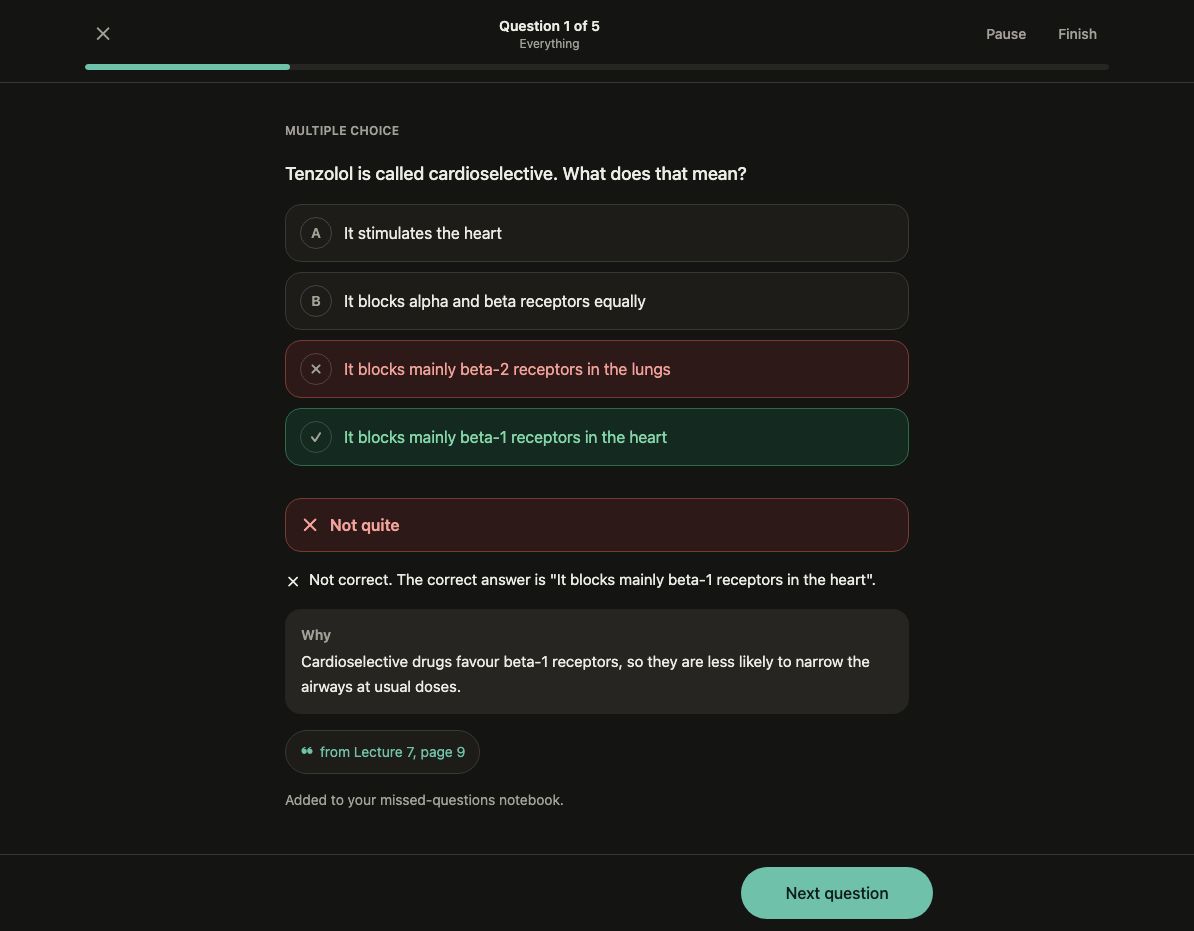 Question 1 of 5
Everything
Pause
Finish
MULTIPLE CHOICE
Tenzolol is called cardioselective. What does that mean?
A It stimulates the heart
B It blocks alpha and beta receptors equally
It blocks mainly beta-2 receptors in the lungs
It blocks mainly beta-1 receptors in the heart
Not quite
Not correct. The correct answer is "It blocks mainly beta-1 receptors in the heart".
Why
Cardioselective drugs favour beta-1 receptors, so they are less likely to narrow the
airways at usual doses.
❝ from Lecture 7, page 9
Added to your missed-questions notebook.
Next question